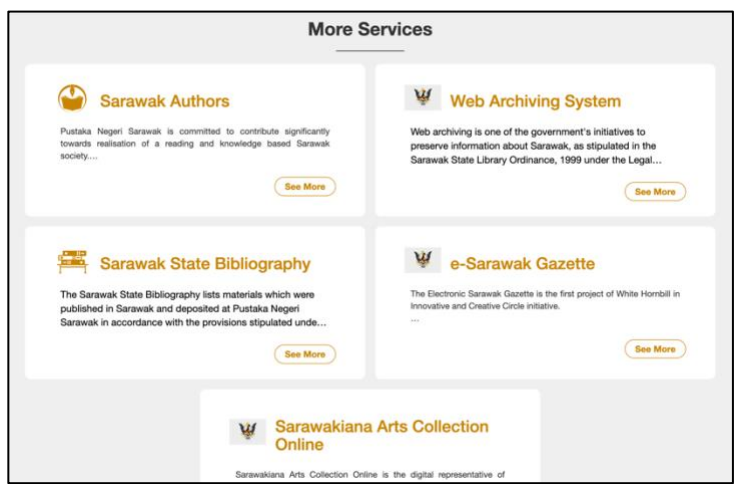 More Services
Sarawak Authors
Pustaka Negeri Sarawak is committed to contribute significantly
towards realisation of a reading and knowledge based Sarawak
society....
See More
Web Archiving System
Web archiving is one of the government's initiatives to
preserve information about Sarawak, as stipulated in the
Sarawak State Library Ordinance, 1999 under the Legal...
See More
Sarawak State Bibliography
The Sarawak State Bibliography lists materials which were
published in Sarawak and deposited at Pustaka Negeri
Sarawak in accordance with the provisions stipulated unde...
See More
e-Sarawak Gazette
The Electronic Sarawak Gazette is the first project of White Hornbill in
Innovative and Creative Circle initiative.
...
See More
Sarawakiana Arts Collection
Online
Sarawakiana Arts Collection Online is the digital representative of